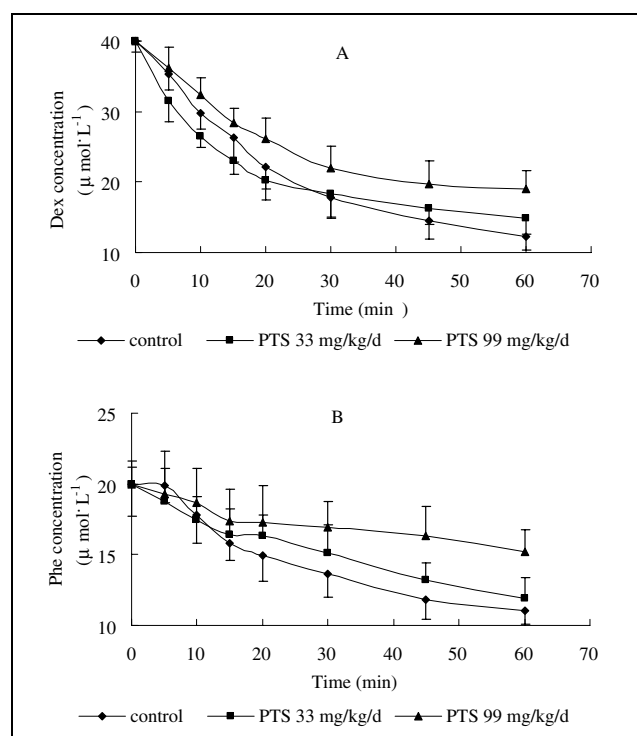 A
40
30
20
10
Dex concentration
( μ mol· L⁻¹ )
0 10 20 30 40 50 60 70
Time (min )
control PTS 33 mg/kg/d PTS 99 mg/kg/d
B
25
20
15
10
Phe concentration
(μ mol· L⁻¹ )
0 10 20 30 40 50 60 70
Time (min)
control PTS 33 mg/kg/d PTS 99 mg/kg/d